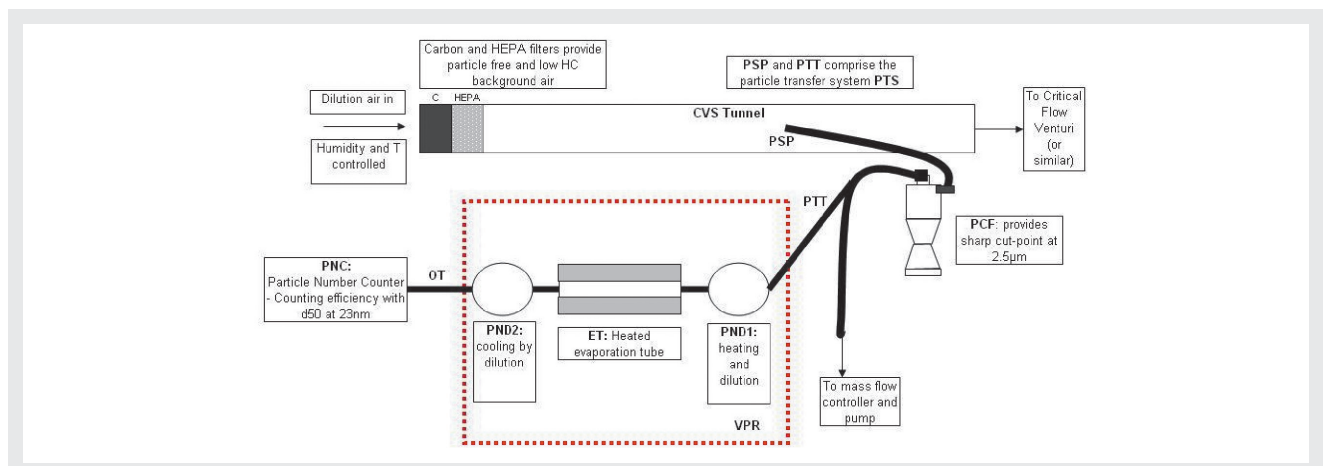 Carbon and HEPA filters provide
particle free and low HC
background air
PSP and PTT comprise the
particle transfer system PTS
Dilution air in
C
HEPA
CVS Tunnel
To Critical
Flow
Venturi
(or
similar)
Humidity and T
controlled
PSP
PTT
PCF: provides
sharp cut-point at
2.5µm
PNC:
Particle Number Counter
- Counting efficiency with
d50 at 23nm
OT
PND2:
cooling by
dilution
ET: Heated
evaporation tube
PND1:
heating
and
dilution
To mass flow
controller and
pump
VPR